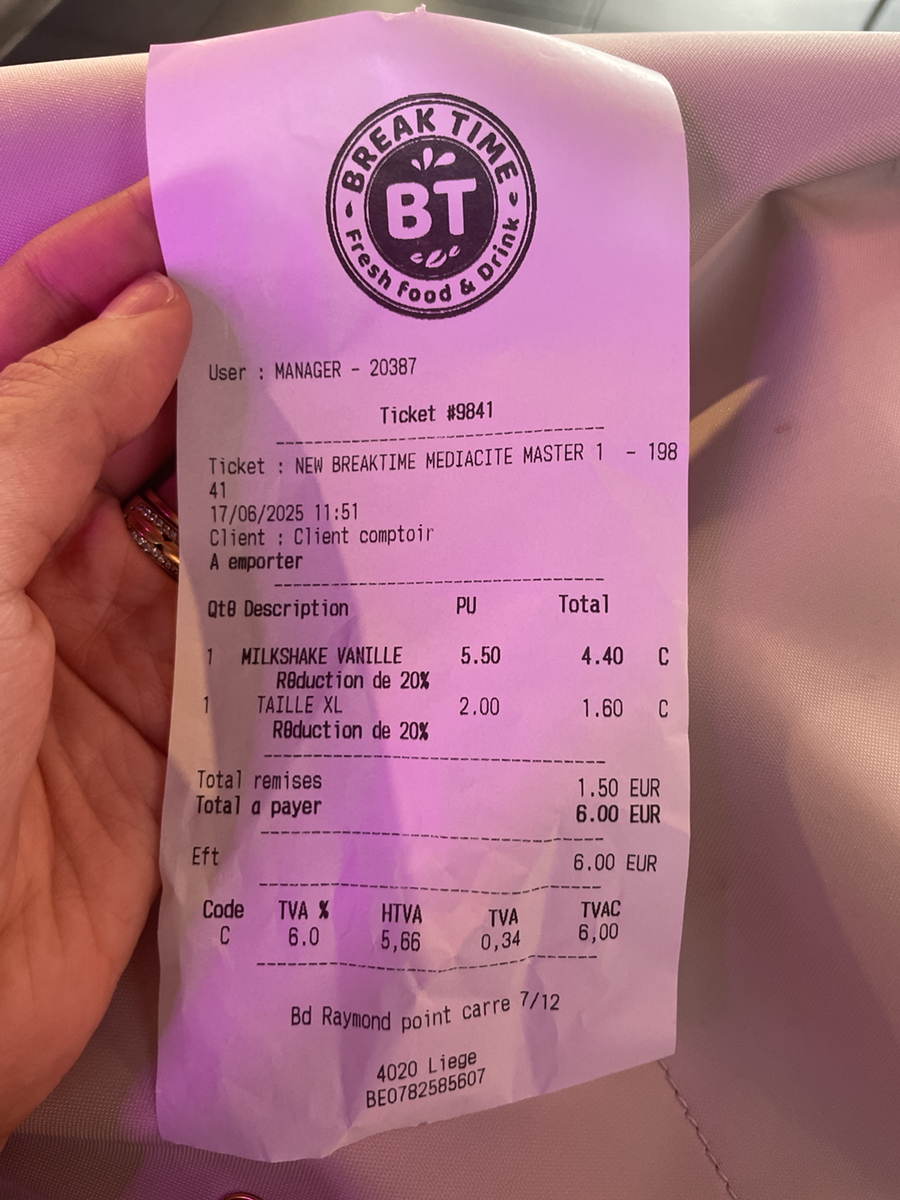 BREAK TIME
BT
Fresh food & Drink
User : MANAGER - 20387
Ticket #9841
Ticket : NEW BREAKTIME MEDIACITE MASTER 1 - 198
41
17/06/2025 11:51
Client : Client comptoir
A emporter
Qtθ Description PU Total
1 MILKSHAKE VANILLE 5.50 4.40 C
Rθduction de 20%
1 TAILLE XL 2.00 1.60 C
Rθduction de 20%
Total remises 1.50 EUR
Total a payer 6.00 EUR
Eft 6.00 EUR
Code TVA % HTVA TVA TVAC
C 6.0 5,66 0,34 6,00
Bd Raymond point carre 7/12
4020 Liege
BE0782585607